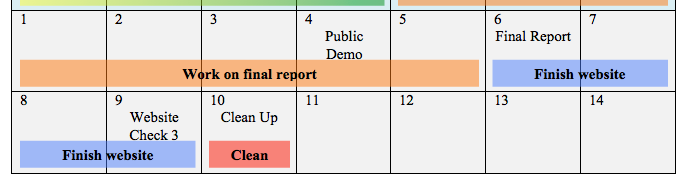 1 2 3 4 5 6 7
Public
Demo
Final Report
Work on final report
Finish website
8 9 10 11 12 13 14
Website
Check 3
Clean Up
Finish website
Clean